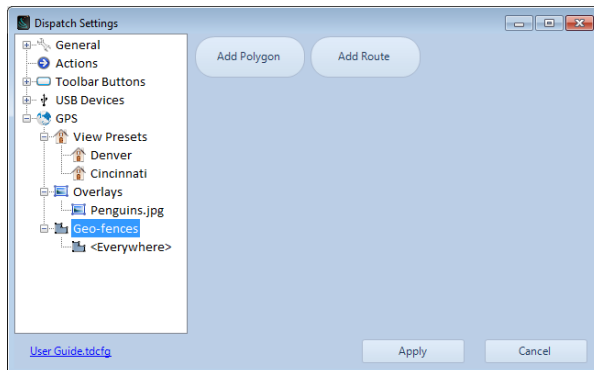 Dispatch Settings
General
Add Polygon
Add Route
Actions
Toolbar Buttons
USB Devices
GPS
View Presets
Denver
Cincinnati
Overlays
Penguins.jpg
Geo-fences
<Everywhere>
User Guide.tdcfg
Apply
Cancel